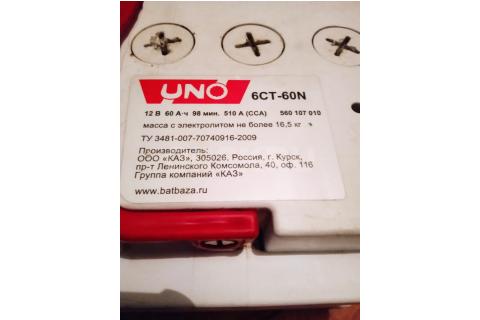 UNO
6СТ-60N
12 В 60 А·ч 98 мин. 510 А (ССА) 560 107 010
масса с электролитом не более 16,5 кг
ТУ 3481-007-70740916-2009
Производитель:
ООО «КАЗ», 305026, Россия, г. Курск,
пр-т Ленинского Комсомола, 40, оф. 116
Группа компаний «КАЗ»
www.batbaza.ru